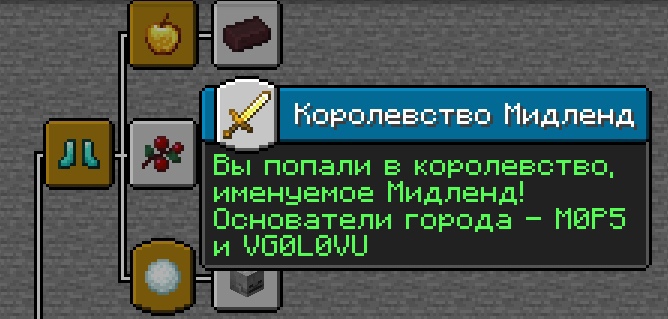 Королевство Мидленд
Вы попали в королевство,
именуемое Мидленд!
Основатели города - M0P5
и VG0L0VU